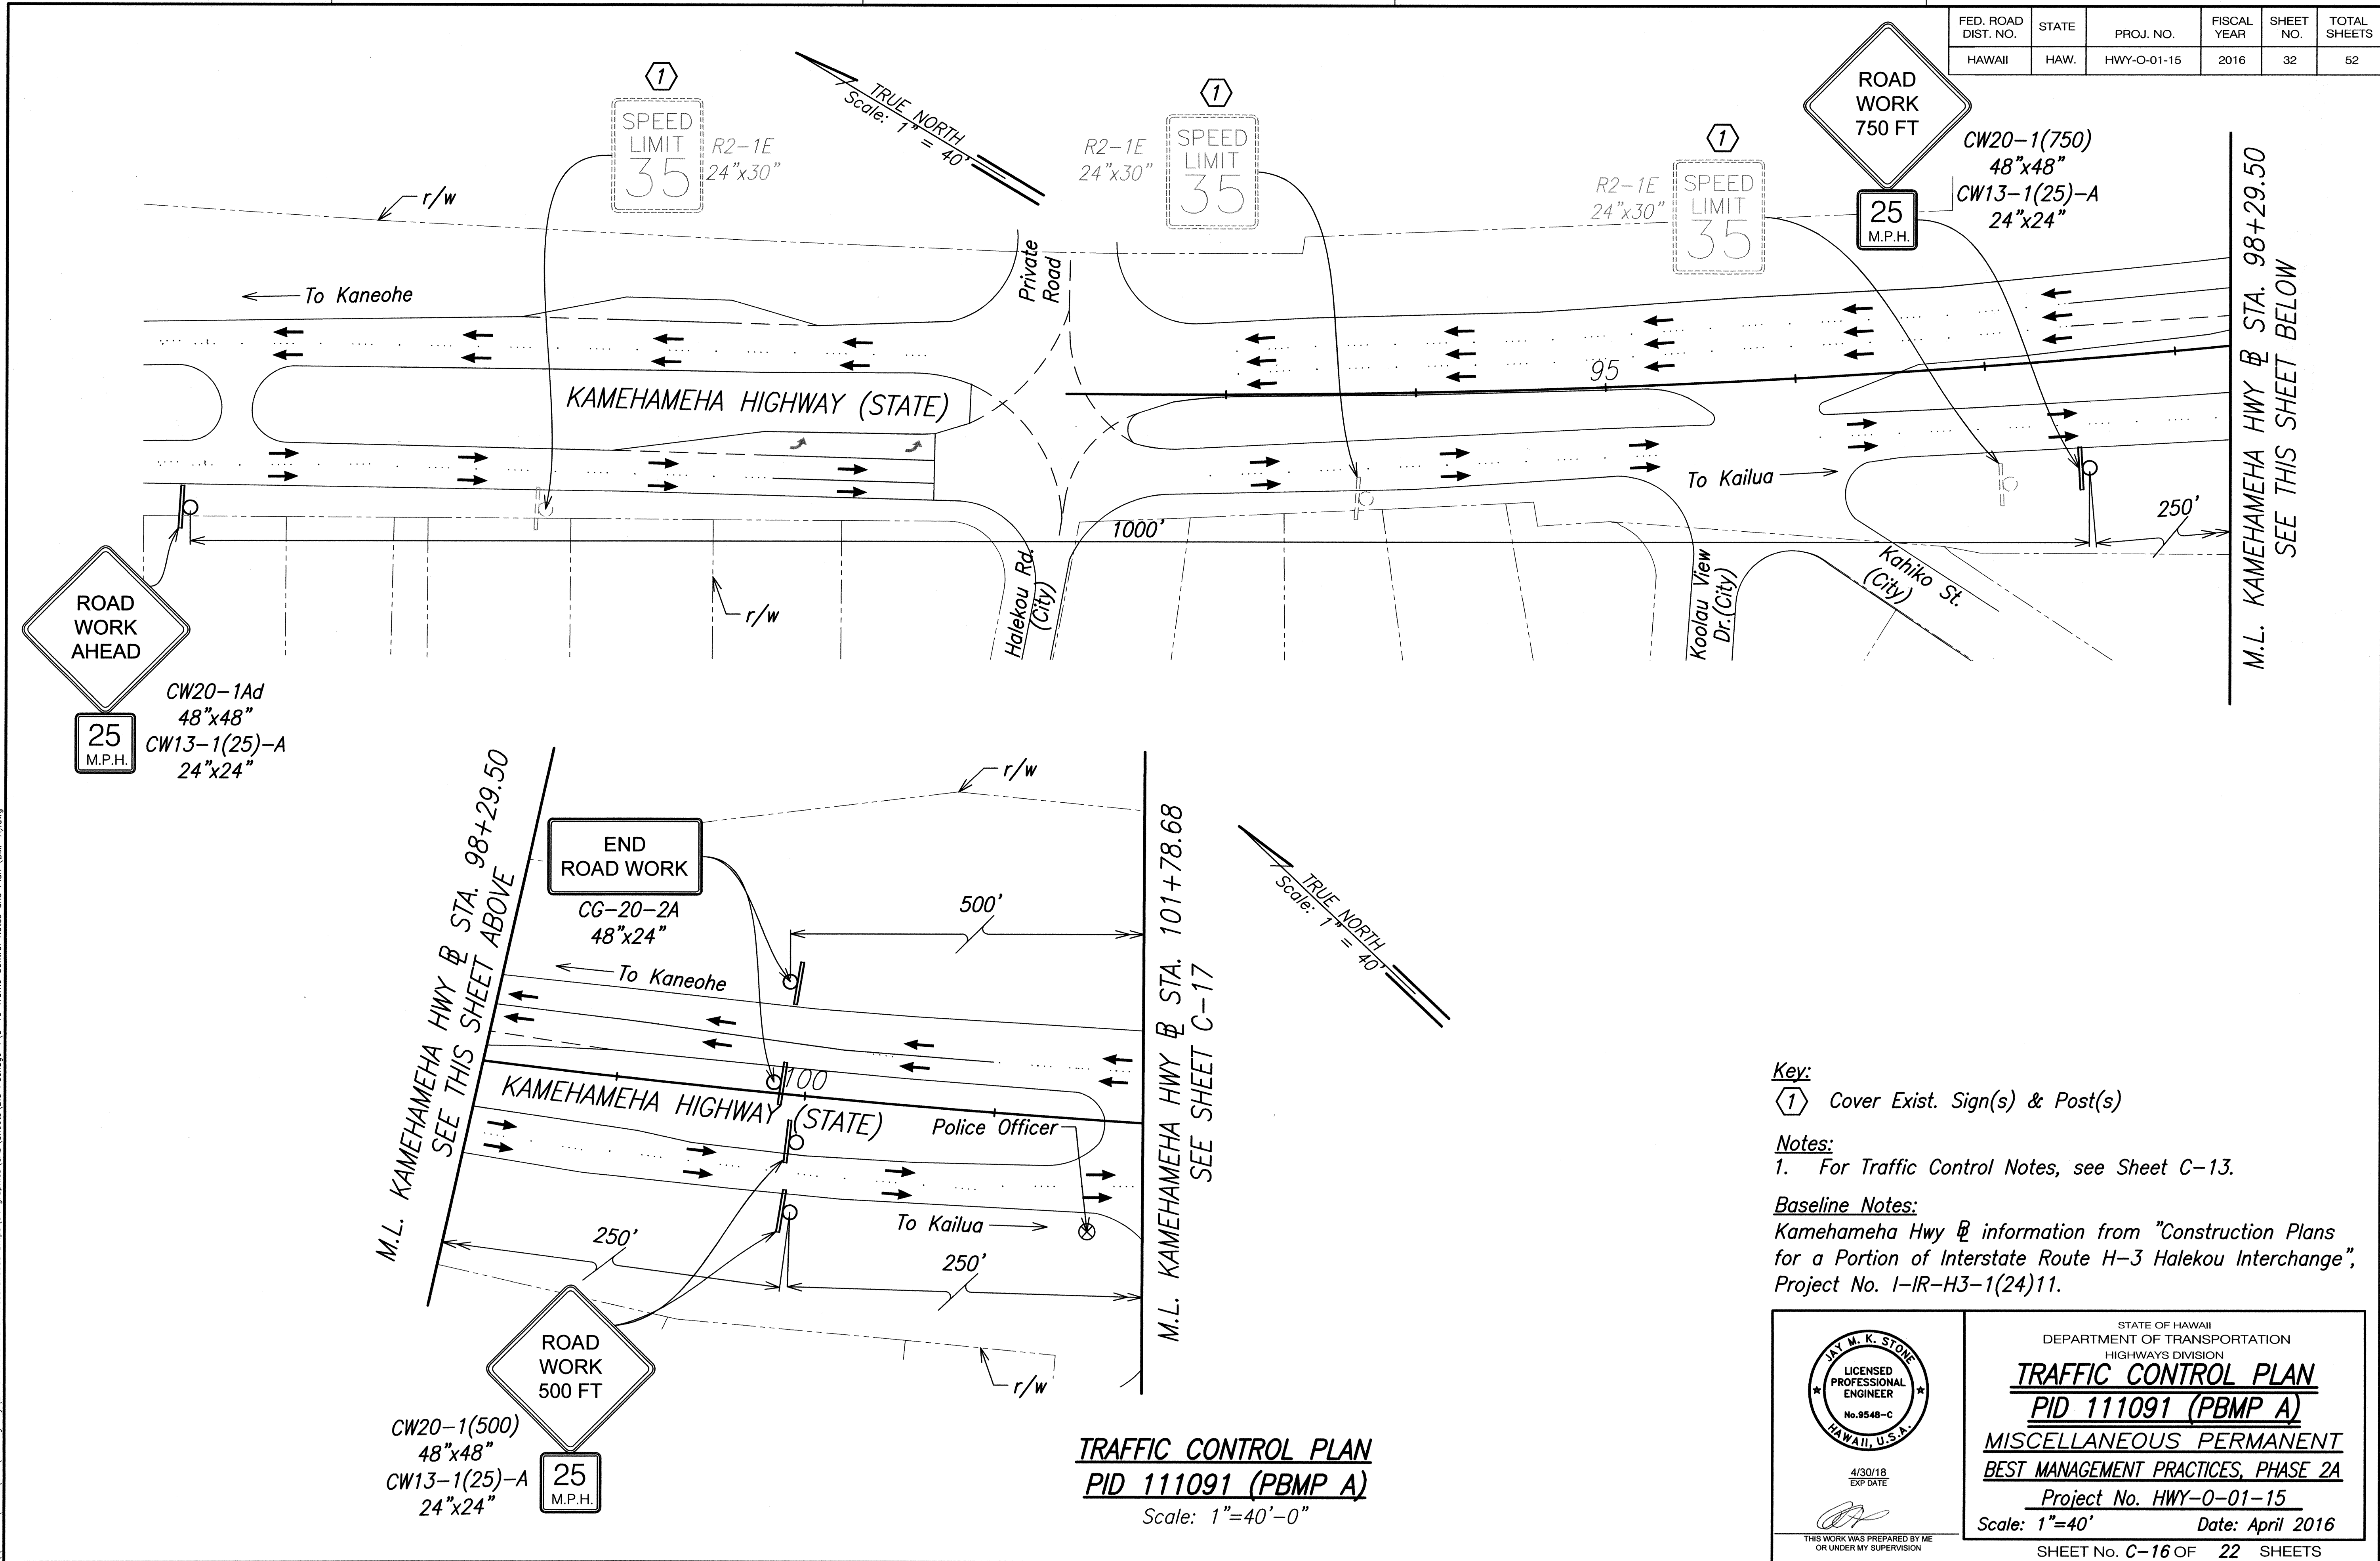 FED. ROAD DIST. NO. STATE PROJ. NO. FISCAL YEAR SHEET NO. TOTAL SHEETS
HAWAII HAW. HWY-O-01-15 2016 32 52
1
SPEED
LIMIT
35
R2-1E
24"x30"
TRUE NORTH
Scale: 1" = 40'
1
R2-1E
24"x30"
SPEED
LIMIT
35
1
R2-1E
24"x30"
SPEED
LIMIT
35
ROAD
WORK
750 FT
25
M.P.H.
CW20-1(750)
48"x48"
CW13-1(25)-A
24"x24"
r/w
To Kaneohe
Private
Road
KAMEHAMEHA HIGHWAY (STATE)
95
To Kailua
1000'
250'
r/w
Halekou Rd.
(City)
Koolau View
Dr.(City)
Kahiko St.
(City)
M.L. KAMEHAMEHA HWY BL STA. 98+29.50
SEE THIS SHEET BELOW
ROAD
WORK
AHEAD
25
M.P.H.
CW20-1Ad
48"x48"
CW13-1(25)-A
24"x24"
M.L. KAMEHAMEHA HWY BL STA. 98+29.50
SEE THIS SHEET ABOVE
END
ROAD WORK
CG-20-2A
48"x24"
r/w
500'
To Kaneohe
100
KAMEHAMEHA HIGHWAY (STATE)
Police Officer
To Kailua
250'
250'
r/w
M.L. KAMEHAMEHA HWY BL STA. 101+78.68
SEE SHEET C-17
TRUE NORTH
Scale: 1" = 40'
ROAD
WORK
500 FT
25
M.P.H.
CW20-1(500)
48"x48"
CW13-1(25)-A
24"x24"
TRAFFIC CONTROL PLAN
PID 111091 (PBMP A)
Scale: 1"=40'-0"
Key:
1 Cover Exist. Sign(s) & Post(s)
Notes:
1. For Traffic Control Notes, see Sheet C-13.
Baseline Notes:
Kamehameha Hwy BL information from "Construction Plans
for a Portion of Interstate Route H-3 Halekou Interchange",
Project No. I-IR-H3-1(24)11.
JAY M. K. STONE
LICENSED
PROFESSIONAL
ENGINEER
No.9548-C
HAWAII, U.S.A.
4/30/18
EXP DATE
THIS WORK WAS PREPARED BY ME
OR UNDER MY SUPERVISION
STATE OF HAWAII
DEPARTMENT OF TRANSPORTATION
HIGHWAYS DIVISION
TRAFFIC CONTROL PLAN
PID 111091 (PBMP A)
MISCELLANEOUS PERMANENT
BEST MANAGEMENT PRACTICES, PHASE 2A
Project No. HWY-O-01-15
Scale: 1"=40' Date: April 2016
SHEET No. C-16 OF 22 SHEETS